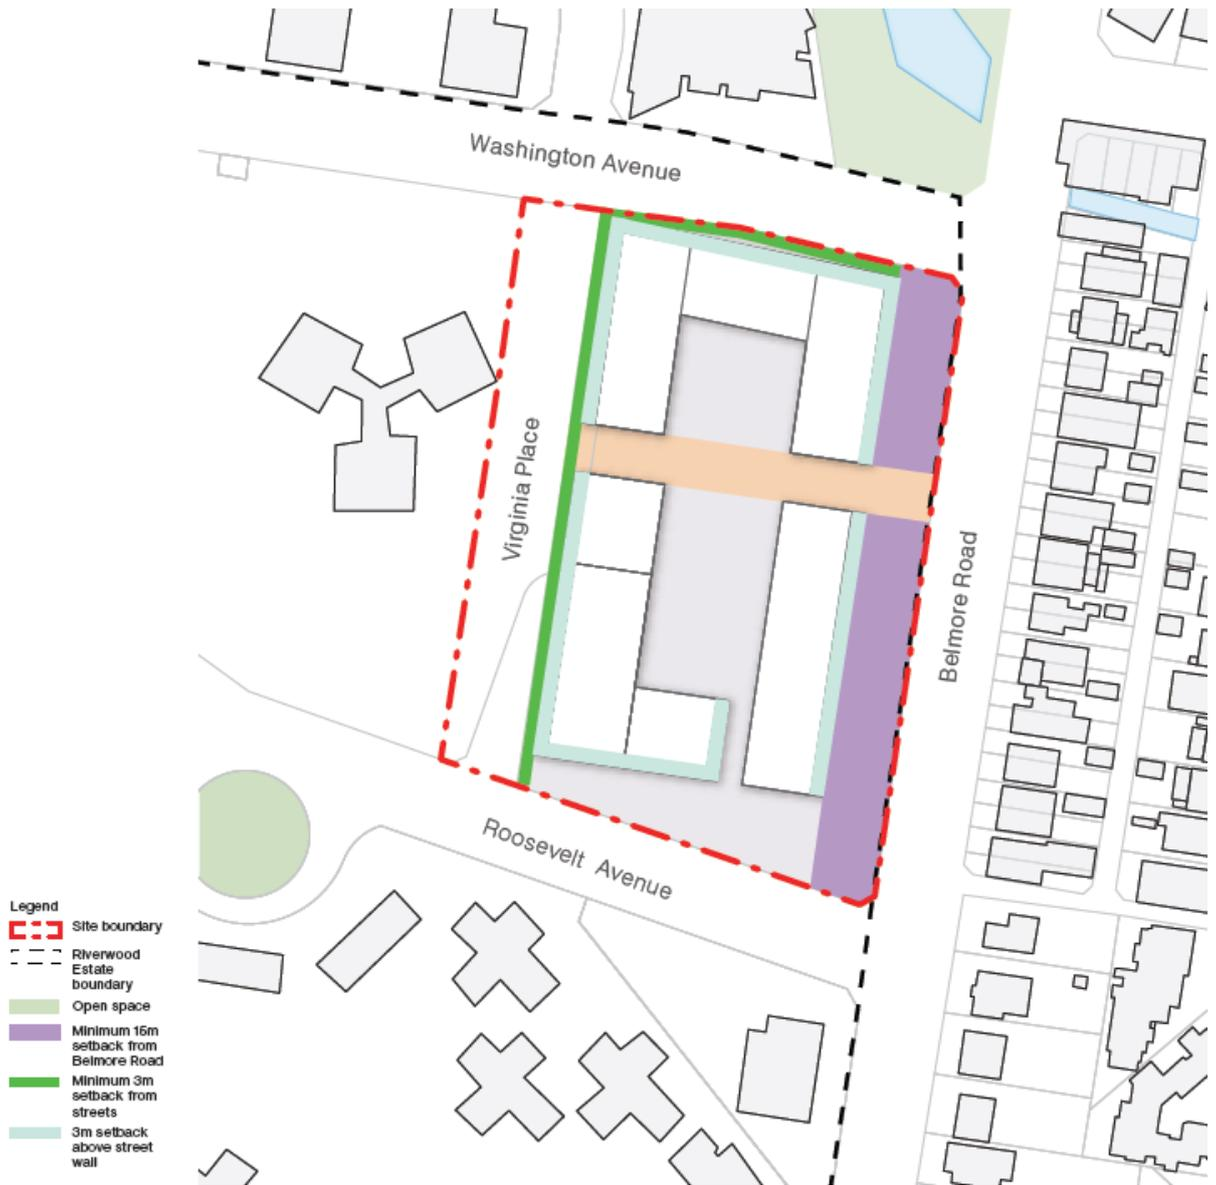 Washington Avenue
Virginia Place
Belmore Road
Roosevelt Avenue
Legend
Site boundary
Riverwood
Estate
boundary
Open space
Minimum 15m
setback from
Belmore Road
Minimum 3m
setback from
streets
3m setback
above street
wall